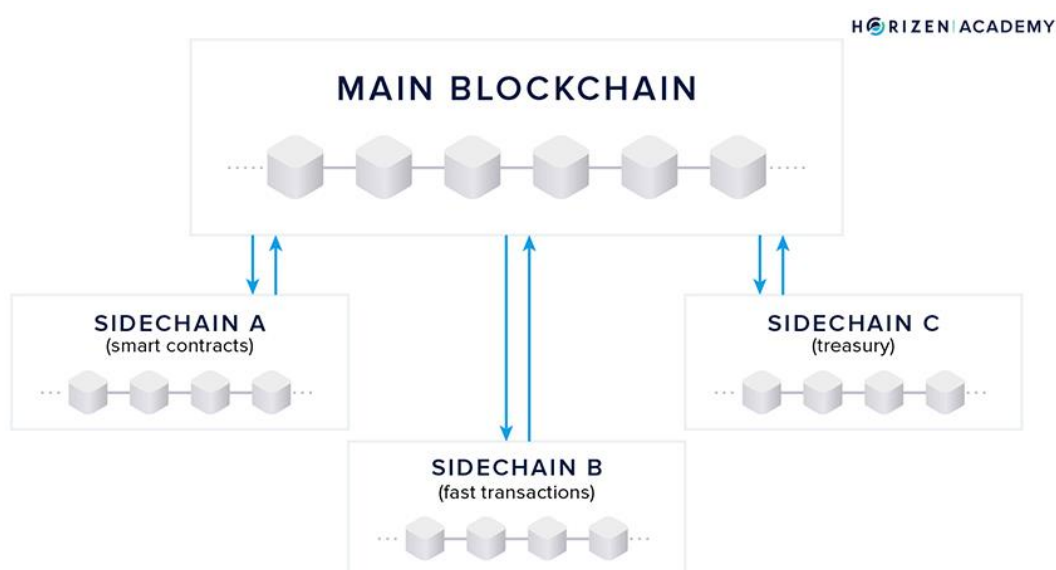 HORIZEN ACADEMY
MAIN BLOCKCHAIN
SIDECHAIN A
(smart contracts)
SIDECHAIN C
(treasury)
SIDECHAIN B
(fast transactions)